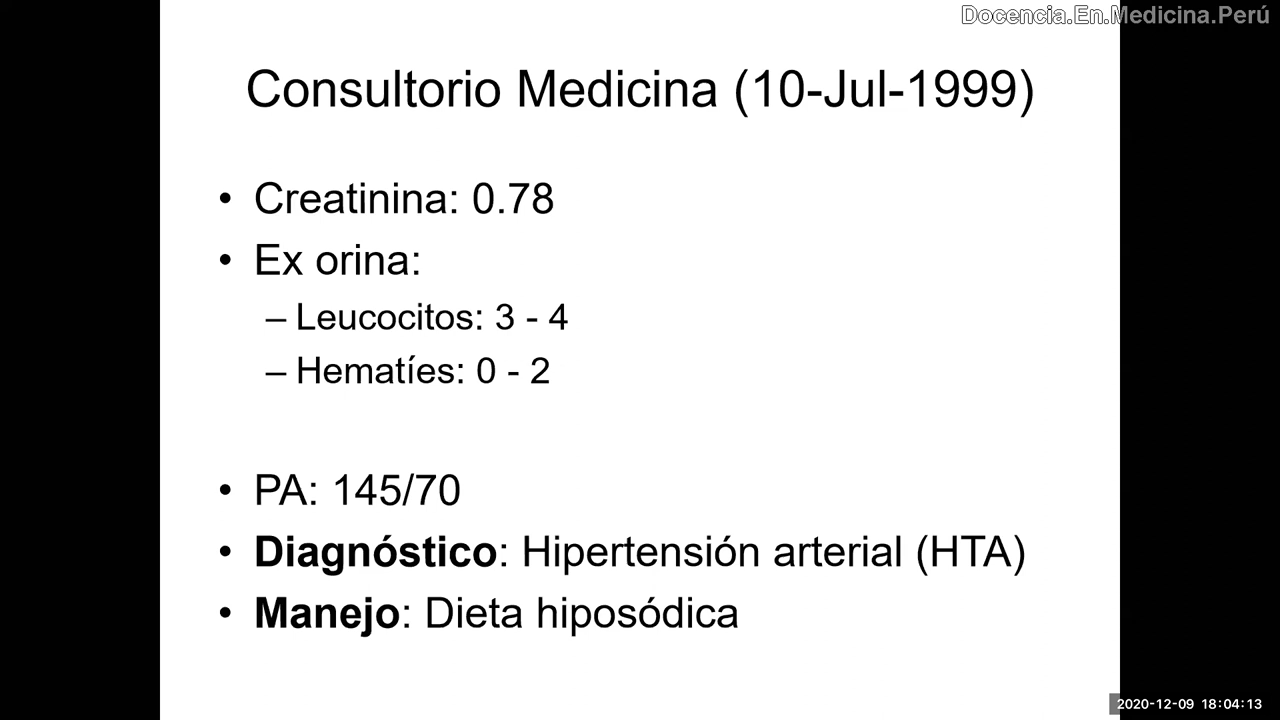 Docencia.En.Medicina.Perú
Consultorio Medicina (10-Jul-1999)
• Creatinina: 0.78
• Ex orina:
– Leucocitos: 3 - 4
– Hematíes: 0 - 2
• PA: 145/70
• Diagnóstico: Hipertensión arterial (HTA)
• Manejo: Dieta hiposódica
2020-12-09 18:04:13